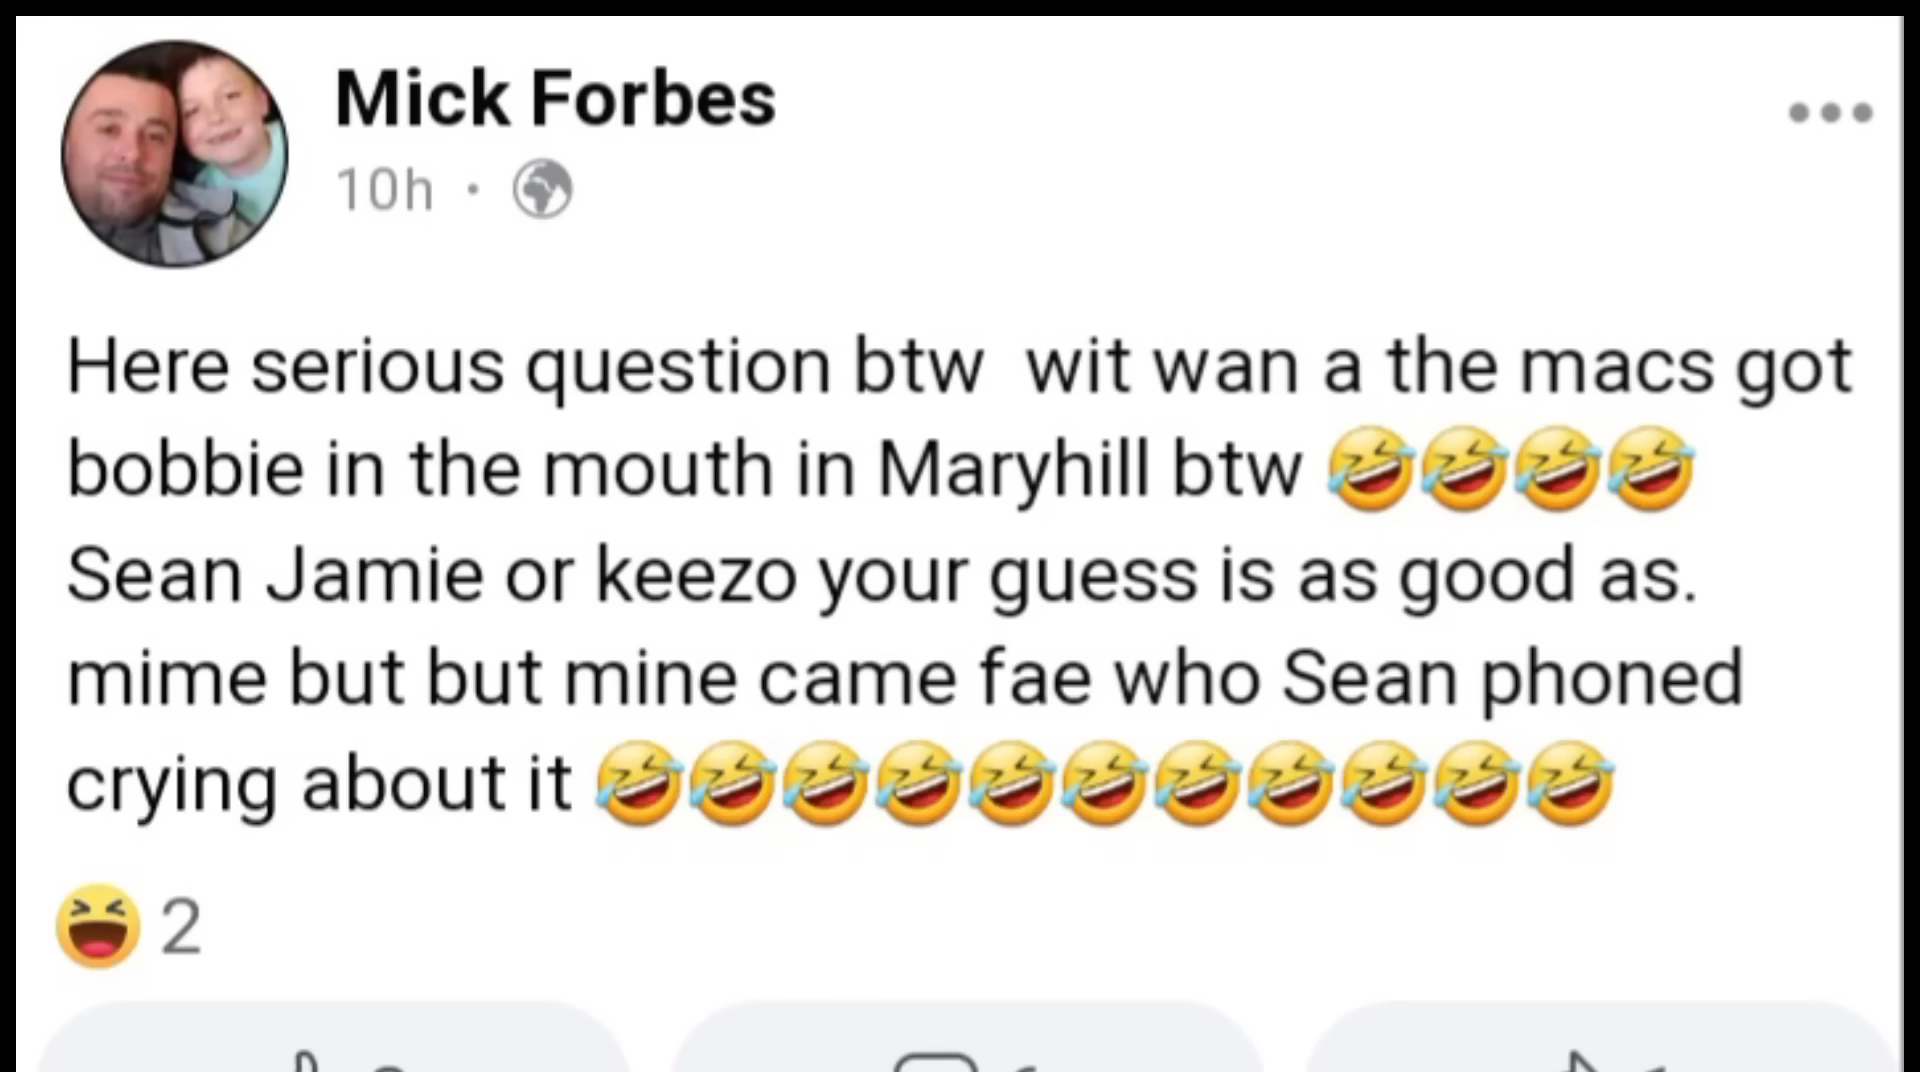 Mick Forbes
10h ·
Here serious question btw  wit wan a the macs got
bobbie in the mouth in Maryhill btw 🤣🤣🤣🤣
Sean Jamie or keezo your guess is as good as.
mime but but mine came fae who Sean phoned
crying about it 🤣🤣🤣🤣🤣🤣🤣🤣🤣🤣🤣
2